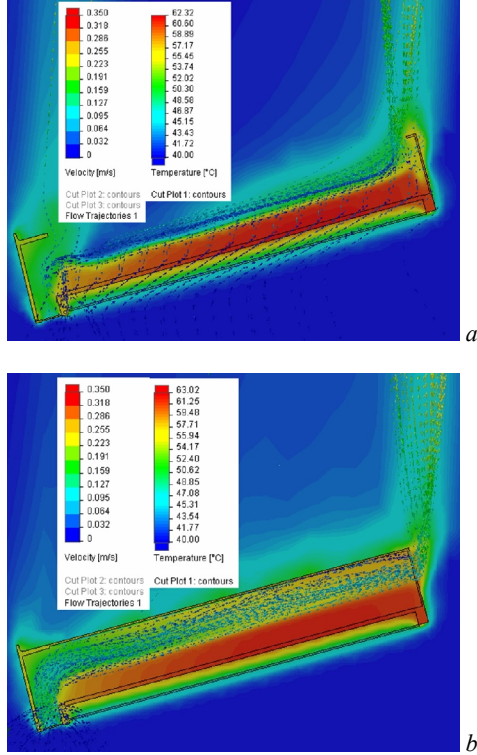 0.350 62.32
0.318 60.60
0.286 58.89
0.255 57.17
0.223 55.45
0.191 53.74
0.159 52.02
0.127 50.30
0.095 48.58
0.064 46.87
0.032 45.15
0 43.43
41.72
40.00
Velocity [m/s] Temperature [°C]
Cut Plot 2: contours Cut Plot 1: contours
Cut Plot 3: contours
Flow Trajectories 1
a
0.350 63.02
0.318 61.25
0.286 59.48
0.255 57.71
0.223 55.94
0.191 54.17
0.159 52.40
0.127 50.62
0.095 48.85
0.064 47.08
0.032 45.31
0 43.54
41.77
40.00
Velocity [m/s] Temperature [°C]
Cut Plot 2: contours Cut Plot 1: contours
Cut Plot 3: contours
Flow Trajectories 1
b